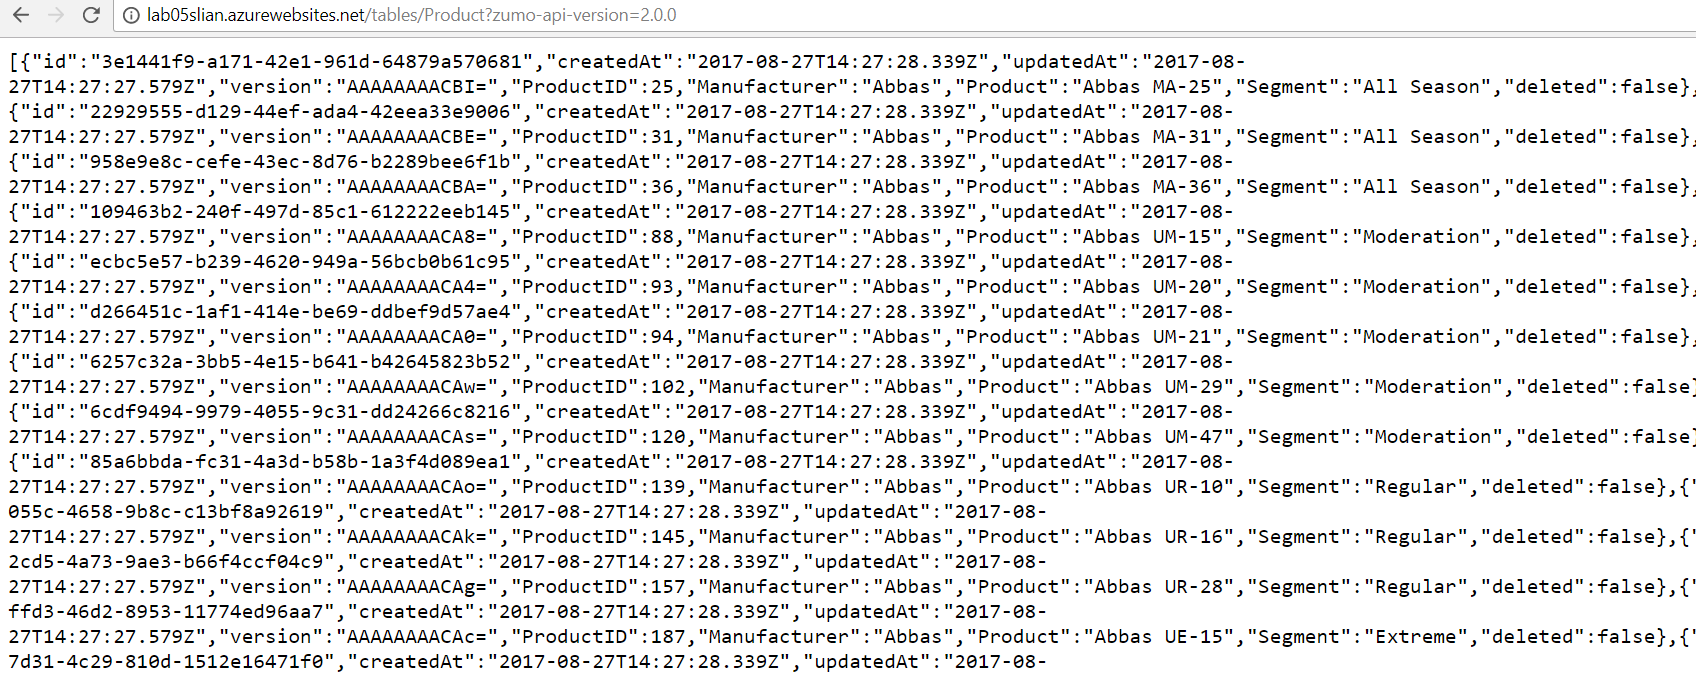 lab05slian.azurewebsites.net/tables/Product?zumo-api-version=2.0.0
[{"id":"3e1441f9-a171-42e1-961d-64879a570681","createdAt":"2017-08-27T14:27:28.339Z","updatedAt":"2017-08-
27T14:27:27.579Z","version":"AAAAAAAACBI=","ProductID":25,"Manufacturer":"Abbas","Product":"Abbas MA-25","Segment":"All Season","deleted":false},
{"id":"22929555-d129-44ef-ada4-42eea33e9006","createdAt":"2017-08-27T14:27:28.339Z","updatedAt":"2017-08-
27T14:27:27.579Z","version":"AAAAAAAACBE=","ProductID":31,"Manufacturer":"Abbas","Product":"Abbas MA-31","Segment":"All Season","deleted":false},
{"id":"958e9e8c-cefe-43ec-8d76-b2289bee6f1b","createdAt":"2017-08-27T14:27:28.339Z","updatedAt":"2017-08-
27T14:27:27.579Z","version":"AAAAAAAACBA=","ProductID":36,"Manufacturer":"Abbas","Product":"Abbas MA-36","Segment":"All Season","deleted":false},
{"id":"109463b2-240f-497d-85c1-612222eeb145","createdAt":"2017-08-27T14:27:28.339Z","updatedAt":"2017-08-
27T14:27:27.579Z","version":"AAAAAAAACA8=","ProductID":88,"Manufacturer":"Abbas","Product":"Abbas UM-15","Segment":"Moderation","deleted":false},
{"id":"ecbc5e57-b239-4620-949a-56bcb0b61c95","createdAt":"2017-08-27T14:27:28.339Z","updatedAt":"2017-08-
27T14:27:27.579Z","version":"AAAAAAAACA4=","ProductID":93,"Manufacturer":"Abbas","Product":"Abbas UM-20","Segment":"Moderation","deleted":false},
{"id":"d266451c-1af1-414e-be69-ddbef9d57ae4","createdAt":"2017-08-27T14:27:28.339Z","updatedAt":"2017-08-
27T14:27:27.579Z","version":"AAAAAAAACA0=","ProductID":94,"Manufacturer":"Abbas","Product":"Abbas UM-21","Segment":"Moderation","deleted":false},
{"id":"6257c32a-3bb5-4e15-b641-b42645823b52","createdAt":"2017-08-27T14:27:28.339Z","updatedAt":"2017-08-
27T14:27:27.579Z","version":"AAAAAAAACAw=","ProductID":102,"Manufacturer":"Abbas","Product":"Abbas UM-29","Segment":"Moderation","deleted":false}
{"id":"6cdf9494-9979-4055-9c31-dd24266c8216","createdAt":"2017-08-27T14:27:28.339Z","updatedAt":"2017-08-
27T14:27:27.579Z","version":"AAAAAAAACAs=","ProductID":120,"Manufacturer":"Abbas","Product":"Abbas UM-47","Segment":"Moderation","deleted":false}
{"id":"85a6bbda-fc31-4a3d-b58b-1a3f4d089ea1","createdAt":"2017-08-27T14:27:28.339Z","updatedAt":"2017-08-
27T14:27:27.579Z","version":"AAAAAAAACAo=","ProductID":139,"Manufacturer":"Abbas","Product":"Abbas UR-10","Segment":"Regular","deleted":false},{"
055c-4658-9b8c-c13bf8a92619","createdAt":"2017-08-27T14:27:28.339Z","updatedAt":"2017-08-
27T14:27:27.579Z","version":"AAAAAAAACAk=","ProductID":145,"Manufacturer":"Abbas","Product":"Abbas UR-16","Segment":"Regular","deleted":false},{"
2cd5-4a73-9ae3-b66f4ccf04c9","createdAt":"2017-08-27T14:27:28.339Z","updatedAt":"2017-08-
27T14:27:27.579Z","version":"AAAAAAAACAg=","ProductID":157,"Manufacturer":"Abbas","Product":"Abbas UR-28","Segment":"Regular","deleted":false},{"
ffd3-46d2-8953-11774ed96aa7","createdAt":"2017-08-27T14:27:28.339Z","updatedAt":"2017-08-
27T14:27:27.579Z","version":"AAAAAAAACAc=","ProductID":187,"Manufacturer":"Abbas","Product":"Abbas UE-15","Segment":"Extreme","deleted":false},{"
7d31-4c29-810d-1512e16471f0","createdAt":"2017-08-27T14:27:28.339Z","updatedAt":"2017-08-